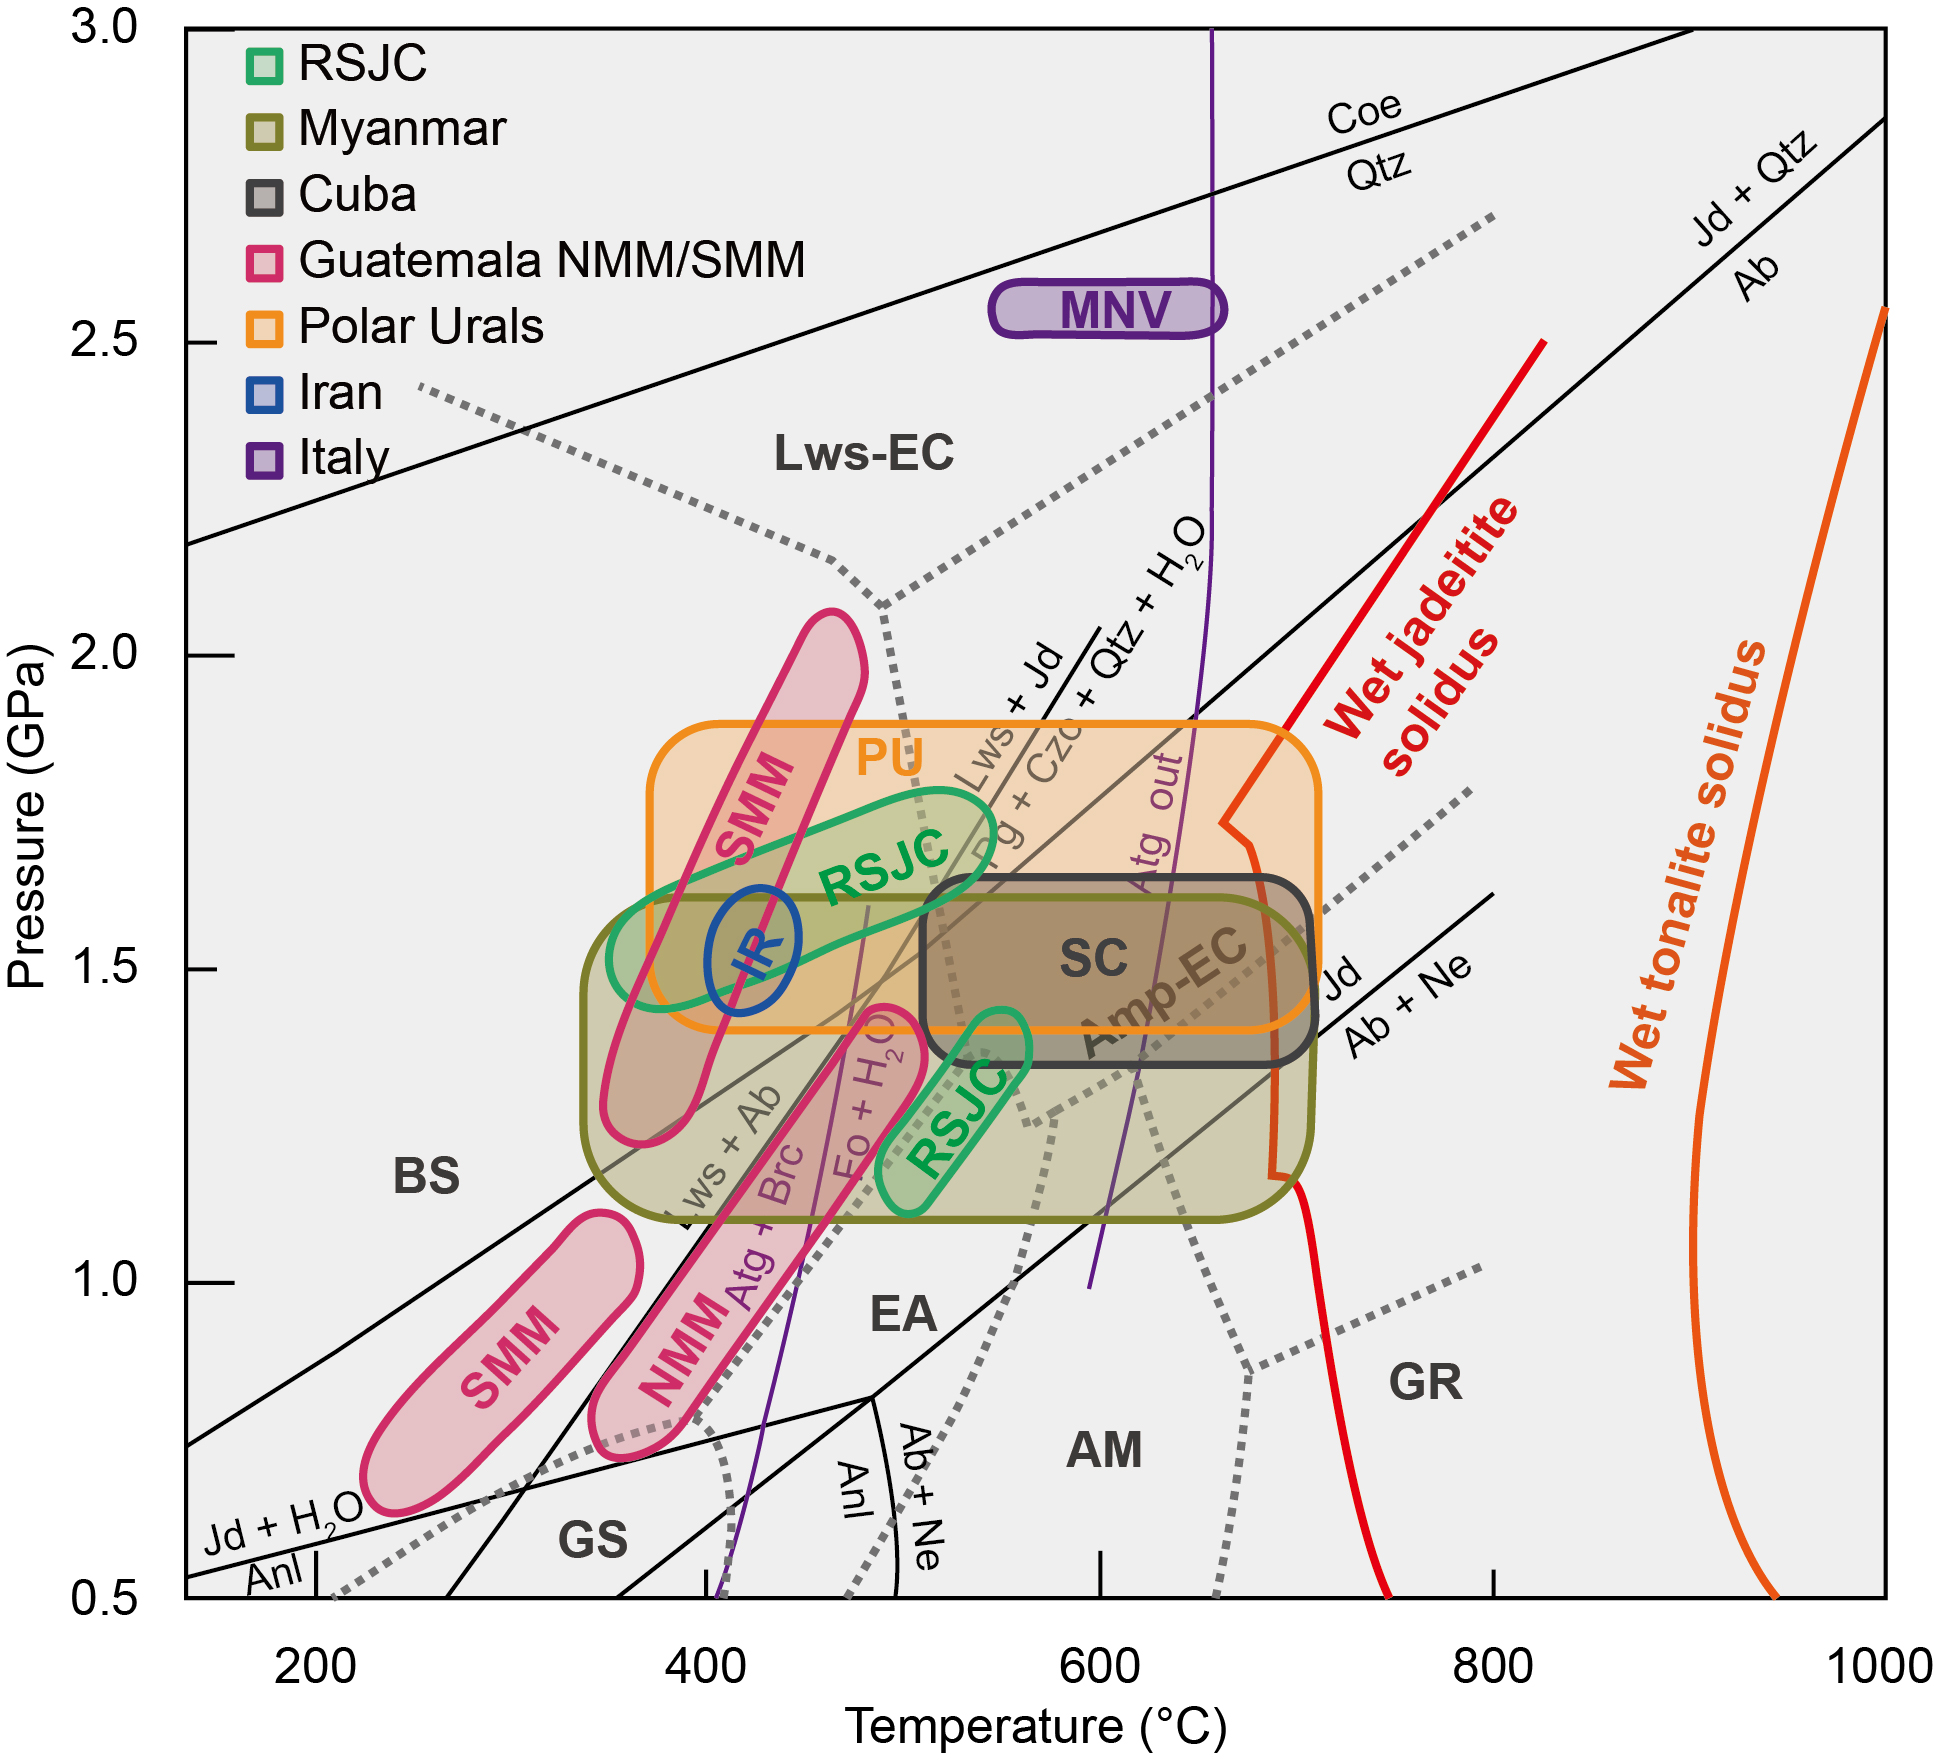 3.0
RSJC
Myanmar
Cuba
Guatemala NMM/SMM
Polar Urals
Iran
Italy
Coe
Qtz
Jd + Qtz
Ab
MNV
2.5
Lws-EC
Wet jadeitite
solidus
Lws + Jd
Pg + Czo + Qtz + H₂O
2.0
Pressure (GPa)
Wet tonalite solidus
PU
SMM
RSJC
Atg out
IR
SC
Amp-EC
1.5
Jd
Ab + Ne
Lws + Ab
Atg + Brc
Fo + H₂O
RSJC
BS
SMM
NMM
1.0
EA
GR
AM
Ab + Ne
Anl
GS
Jd + H₂O
Anl
0.5
200
400
600
800
1000
Temperature (°C)